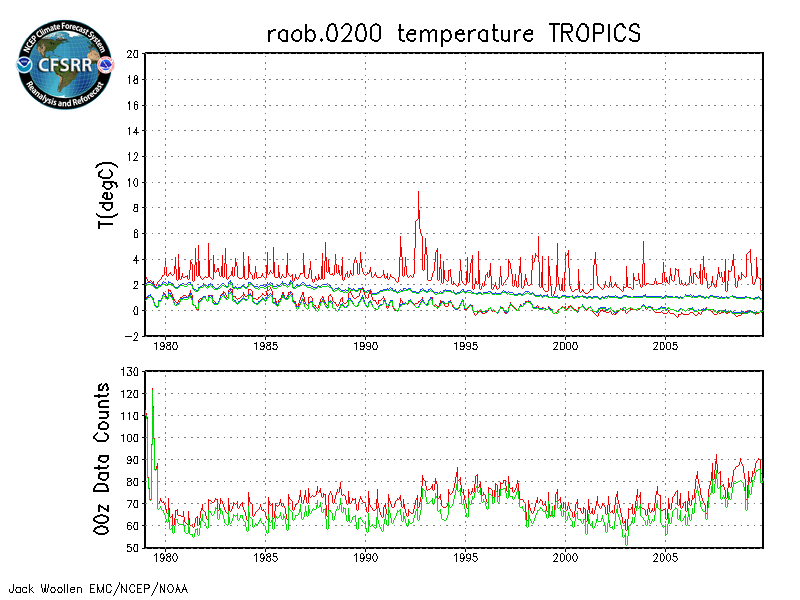 raob.0200 temperature TROPICS
NCEP Climate Forecast System
CFSRR
Reanalysis and Reforecast
T(degC)
20
18
16
14
12
10
8
6
4
2
0
-2
1980 1985 1990 1995 2000 2005
00z Data Counts
130
120
110
100
90
80
70
60
50
1980 1985 1990 1995 2000 2005
Jack Woollen EMC/NCEP/NOAA